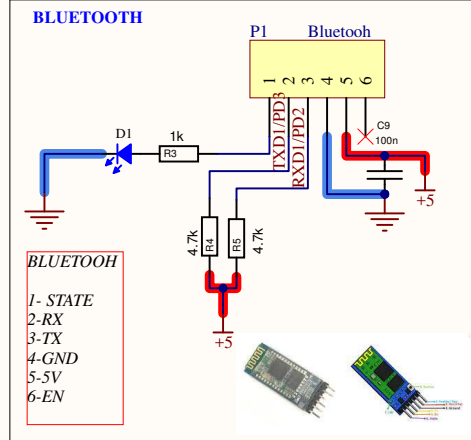 BLUETOOTH
P1 Bluetooh
1 2 3 4 5 6
TXD1/PD3
RXD1/PD2
C9
100n
D1
1k
R3
+5
4.7k
R4
R5
4.7k
+5
BLUETOOH
1- STATE
2-RX
3-TX
4-GND
5-5V
6-EN